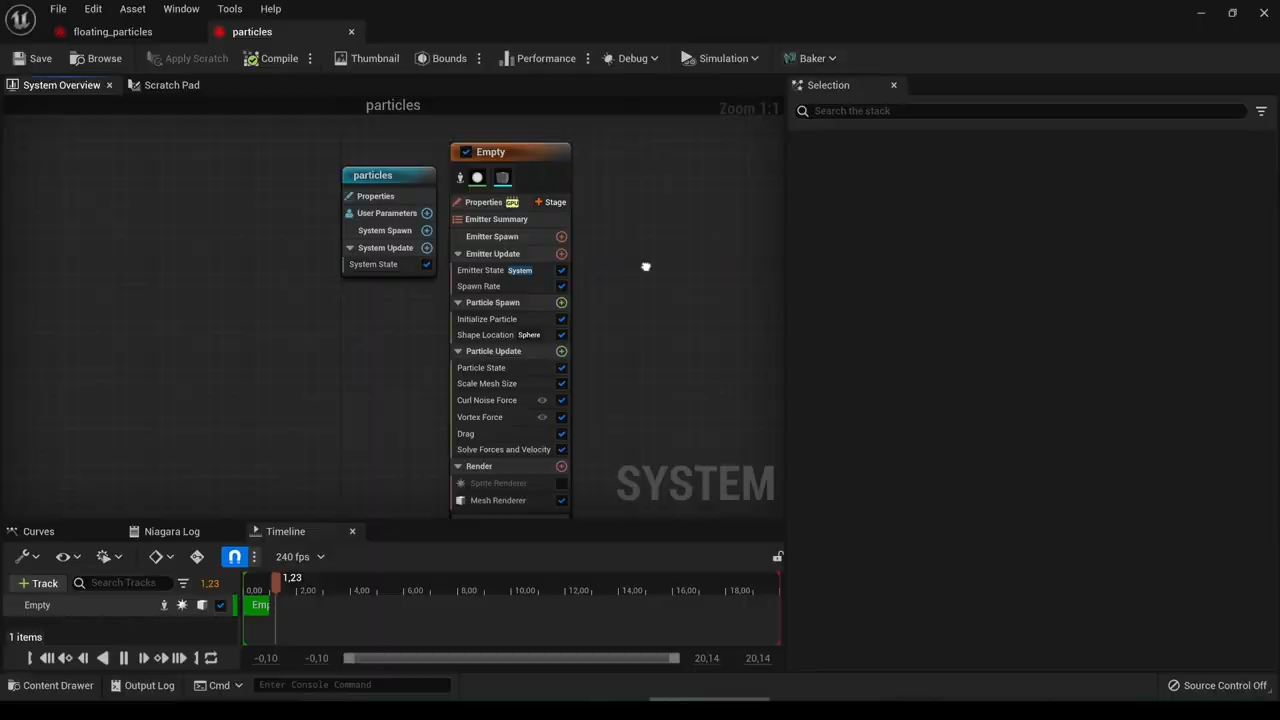 File Edit Asset Window Tools Help
floating_particles particles
Save Browse Apply Scratch Compile Thumbnail Bounds Performance Debug Simulation Baker
System Overview Scratch Pad
particles
Zoom 1:1
Empty
Properties GPU + Stage
Emitter Summary
Emitter Spawn
Emitter Update
Emitter State System
Spawn Rate
Particle Spawn
Initialize Particle
Shape Location Sphere
Particle Update
Particle State
Scale Mesh Size
Curl Noise Force
Vortex Force
Drag
Solve Forces and Velocity
Render
Sprite Renderer
Mesh Renderer
particles
Properties
User Parameters
System Spawn
System Update
System State
SYSTEM
Selection
Search the stack
Curves Niagara Log Timeline
240 fps
+ Track Search Tracks 1,23
1,23
0,00 2,00 4,00 6,00 8,00 10,00 12,00 14,00 16,00 18,00
Empty
Emp
1 items
-0,10 -0,10 20,14 20,14
Content Drawer Output Log Cmd Enter Console Command Source Control Off